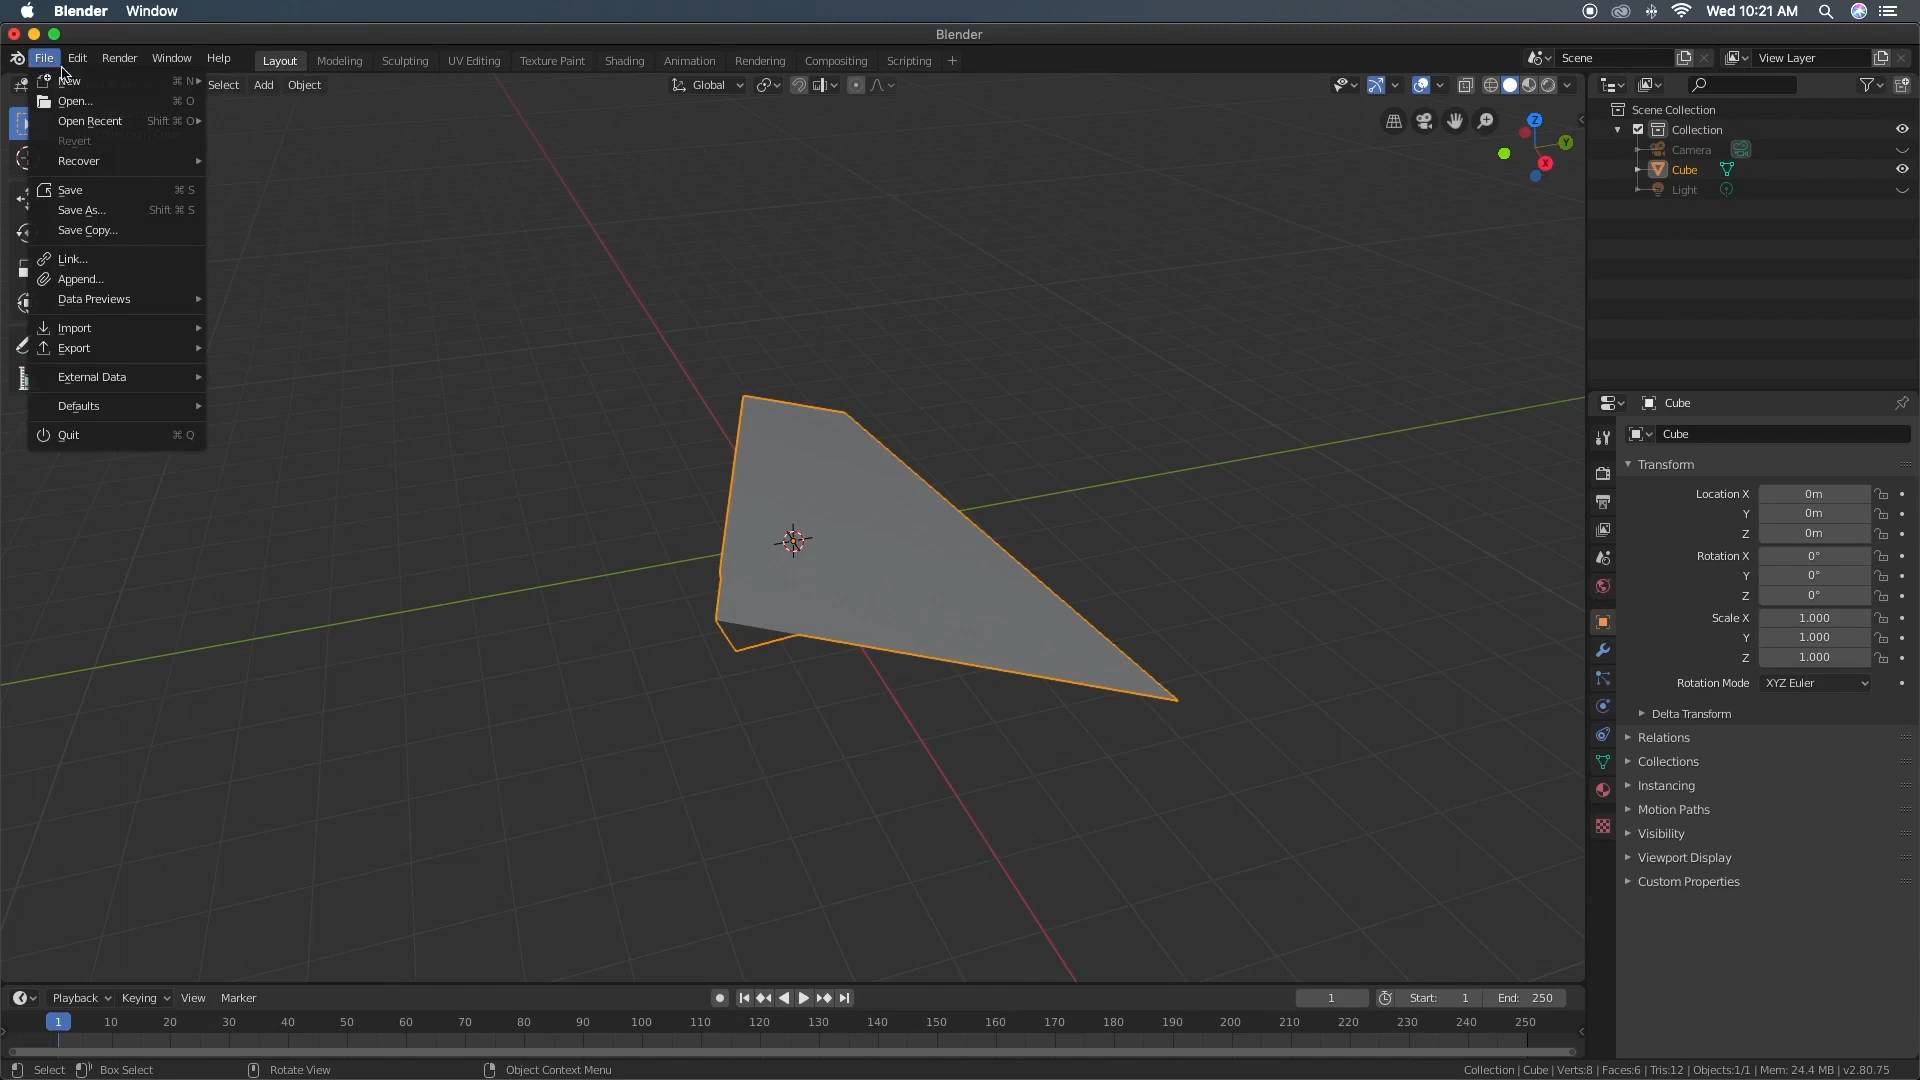 Blender Window
Wed 10:21 AM
Blender
File Edit Render Window Help
Layout Modeling Sculpting UV Editing Texture Paint Shading Animation Rendering Compositing Scripting +
Scene
View Layer
Select Add Object
Global
New ⌘ N
Open... ⌘ O
Open Recent Shift ⌘ O
Revert
Recover
Save ⌘ S
Save As... Shift ⌘ S
Save Copy...
Link...
Append...
Data Previews
Import
Export
External Data
Defaults
Quit ⌘ Q
Z
Y
X
Scene Collection
Collection
Camera
Cube
Light
Cube
Cube
Transform
Location X 0m
Y 0m
Z 0m
Rotation X 0°
Y 0°
Z 0°
Scale X 1.000
Y 1.000
Z 1.000
Rotation Mode XYZ Euler
Delta Transform
Relations
Collections
Instancing
Motion Paths
Visibility
Viewport Display
Custom Properties
Playback Keying View Marker
1 Start: 1 End: 250
1 10 20 30 40 50 60 70 80 90 100 110 120 130 140 150 160 170 180 190 200 210 220 230 240 250
Select Box Select Rotate View Object Context Menu
Collection | Cube | Verts:8 | Faces:6 | Tris:12 | Objects:1/1 | Mem: 24.4 MB | v2.80.75